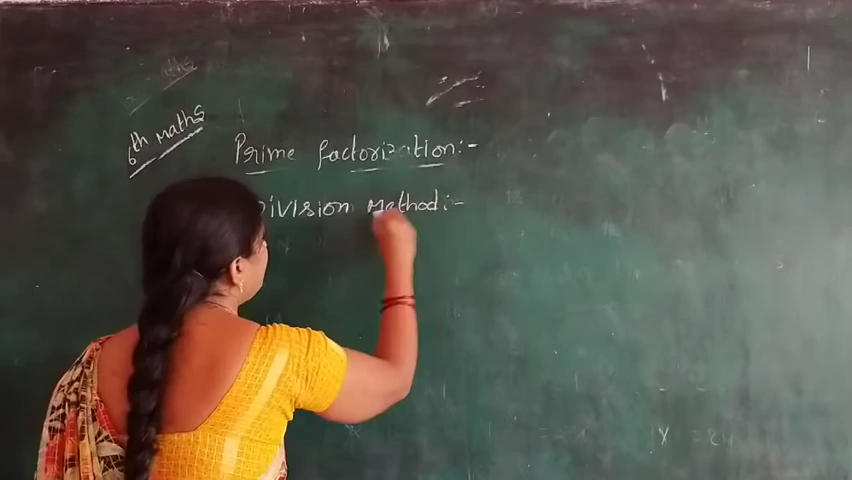 6th Maths
Prime factorization:-
Division Method:-